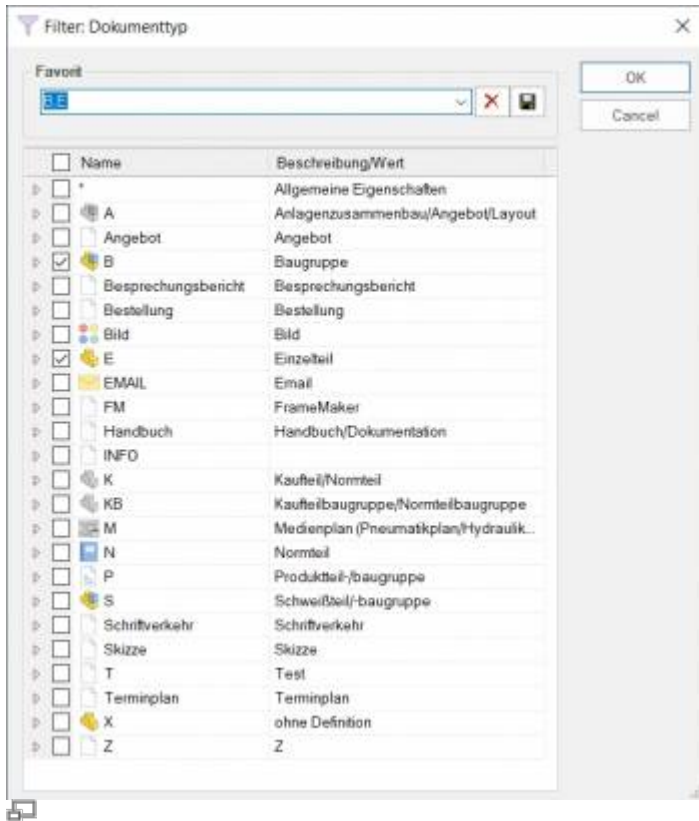 Filter: Dokumenttyp
Favorit
B;E
OK
Cancel
Name Beschreibung/Wert
* Allgemeine Eigenschaften
A Anlagenzusammenbau/Angebot/Layout
Angebot Angebot
B Baugruppe
Besprechungsbericht Besprechungsbericht
Bestellung Bestellung
Bild Bild
E Einzelteil
EMAIL Email
FM FrameMaker
Handbuch Handbuch/Dokumentation
INFO
K Kaufteil/Normteil
KB Kaufteilbaugruppe/Normteilbaugruppe
M Medienplan (Pneumatikplan/Hydraulik...
N Normteil
P Produktteil-/baugruppe
S Schweißteil/-baugruppe
Schriftverkehr Schriftverkehr
Skizze Skizze
T Test
Terminplan Terminplan
X ohne Definition
Z Z